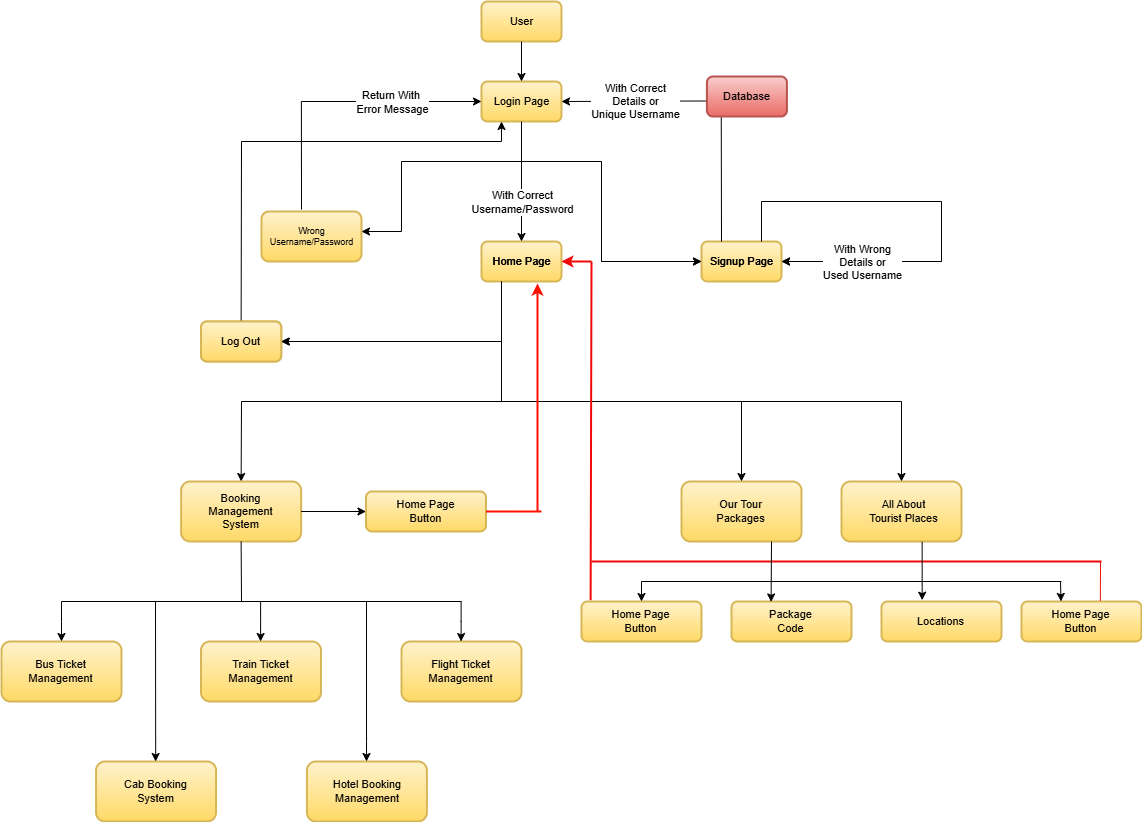 User
Login Page
Return With
Error Message
With Correct
Details or
Unique Username
Database
With Correct
Username/Password
Wrong
Username/Password
Home Page
Signup Page
With Wrong
Details or
Used Username
Log Out
Booking
Management
System
Home Page
Button
Our Tour
Packages
All About
Tourist Places
Home Page
Button
Package
Code
Locations
Home Page
Button
Bus Ticket
Management
Train Ticket
Management
Flight Ticket
Management
Cab Booking
System
Hotel Booking
Management